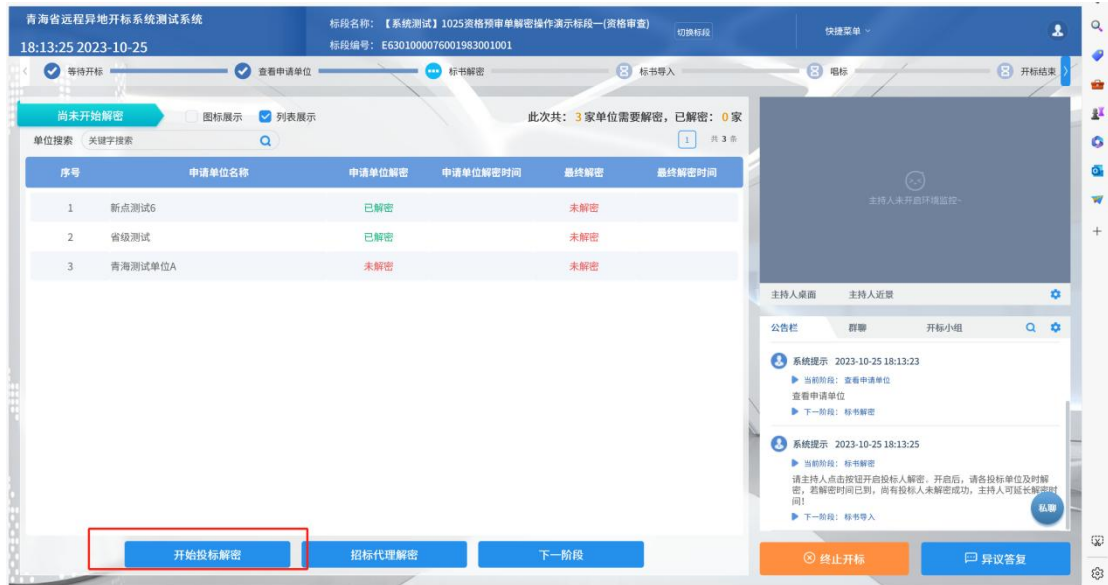 青海省远程异地开标系统测试系统
18:13:25 2023-10-25
标段名称： 【系统测试】1025资格预审单解密操作演示标段一(资格审查)
标段编号： E6301000076001983001001
切换标段
快捷菜单
等待开标
查看申请单位
标书解密
标书导入
唱标
开标结束
尚未开始解密
图标展示
列表展示
此次共： 3 家单位需要解密，已解密： 0 家
单位搜索
关键字搜索
1
共 3 条
序号 申请单位名称 申请单位解密 申请单位解密时间 最终解密 最终解密时间
1 新点测试6 已解密 未解密
2 省级测试 已解密 未解密
3 青海测试单位A 未解密 未解密
开始投标解密
招标代理解密
下一阶段
主持人未开启环境监控~
主持人桌面 主持人近景
公告栏 群聊 开标小组
系统提示 2023-10-25 18:13:23
当前阶段： 查看申请单位
查看申请单位
下一阶段： 标书解密
系统提示 2023-10-25 18:13:25
当前阶段： 标书解密
请主持人点击按钮开启投标人解密．开启后，请各投标单位及时解
密，若解密时间已到，尚有投标人未解密成功，主持人可延长解密时
间！
下一阶段： 标书导入
私聊
终止开标
异议答复